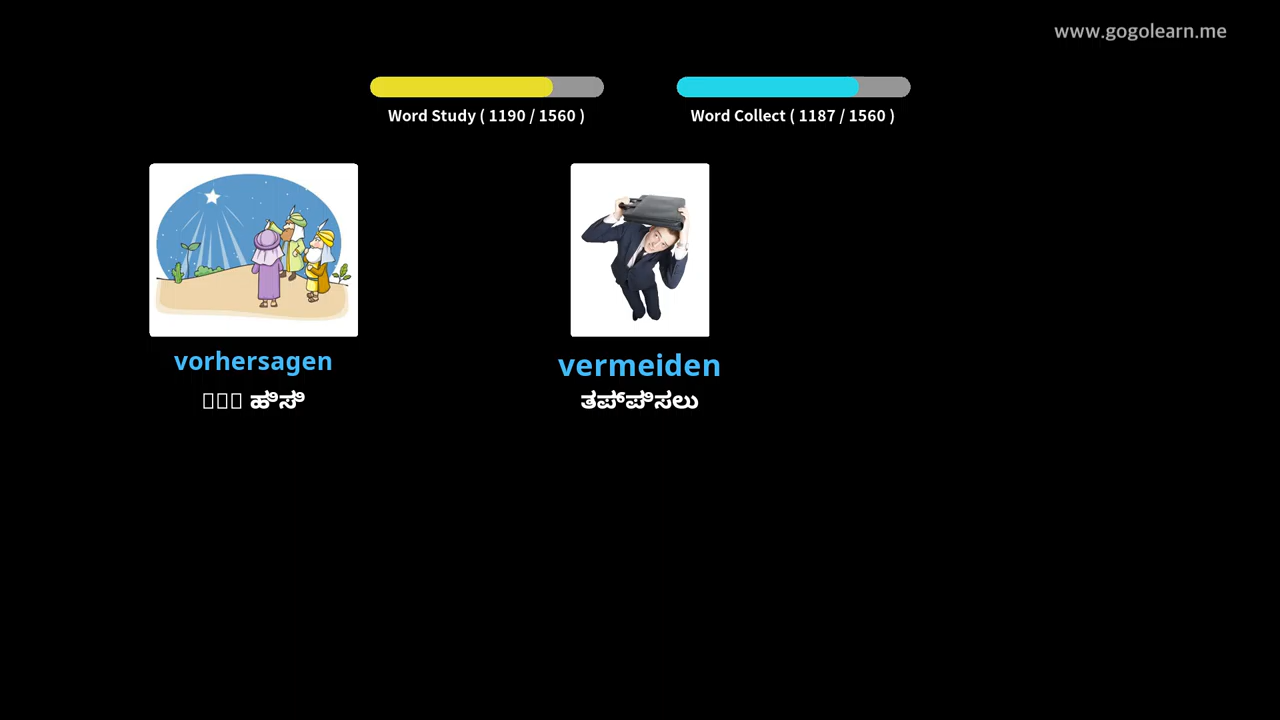 www.gogolearn.me
Word Study ( 1190 / 1560 )
Word Collect ( 1187 / 1560 )
vorhersagen
vermeiden
ಹಿಸಿ
ತಪ್ಪಿಸಲು